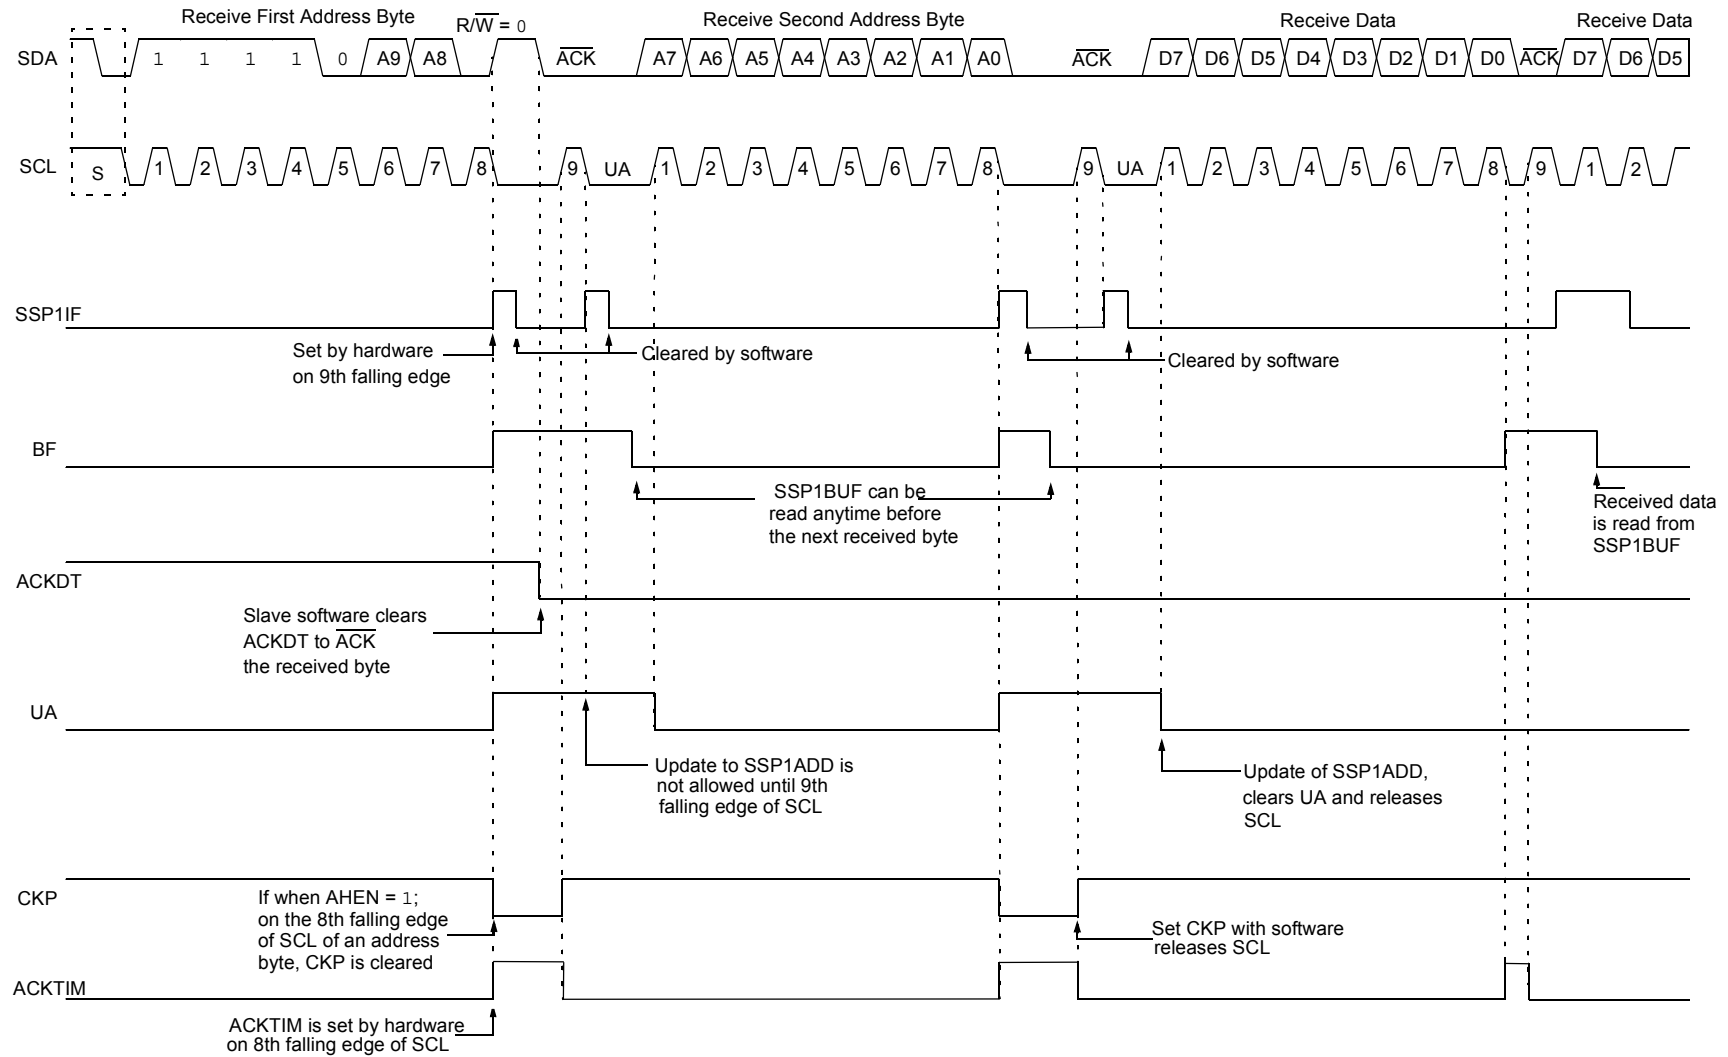 Receive First Address Byte R/W = 0 Receive Second Address Byte Receive Data Receive Data
SDA 1 1 1 1 0 A9 A8 ACK A7 A6 A5 A4 A3 A2 A1 A0 ACK D7 D6 D5 D4 D3 D2 D1 D0 ACK D7 D6 D5
SCL S 1 2 3 4 5 6 7 8 9 UA 1 2 3 4 5 6 7 8 9 UA 1 2 3 4 5 6 7 8 9 1 2
SSP1IF
Set by hardware
on 9th falling edge
Cleared by software
Cleared by software
BF
SSP1BUF can be
read anytime before
the next received byte
Received data
is read from
SSP1BUF
ACKDT
Slave software clears
ACKDT to ACK
the received byte
UA
Update to SSP1ADD is
not allowed until 9th
falling edge of SCL
Update of SSP1ADD,
clears UA and releases
SCL
CKP
If when AHEN = 1;
on the 8th falling edge
of SCL of an address
byte, CKP is cleared
Set CKP with software
releases SCL
ACKTIM
ACKTIM is set by hardware
on 8th falling edge of SCL